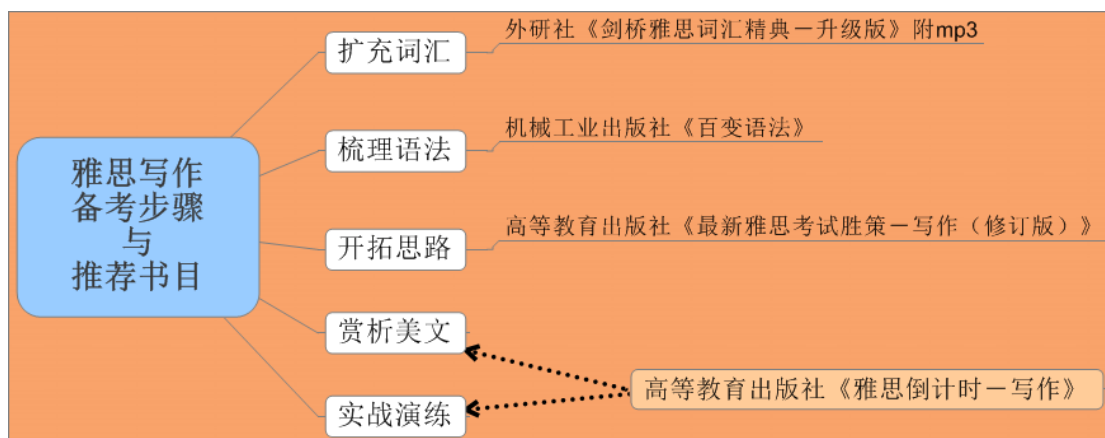 雅思写作
备考步骤
与
推荐书目
扩充词汇
外研社《剑桥雅思词汇精典－升级版》附mp3
梳理语法
机械工业出版社《百变语法》
开拓思路
高等教育出版社《最新雅思考试胜策－写作（修订版）》
赏析美文
实战演练
高等教育出版社《雅思倒计时－写作》